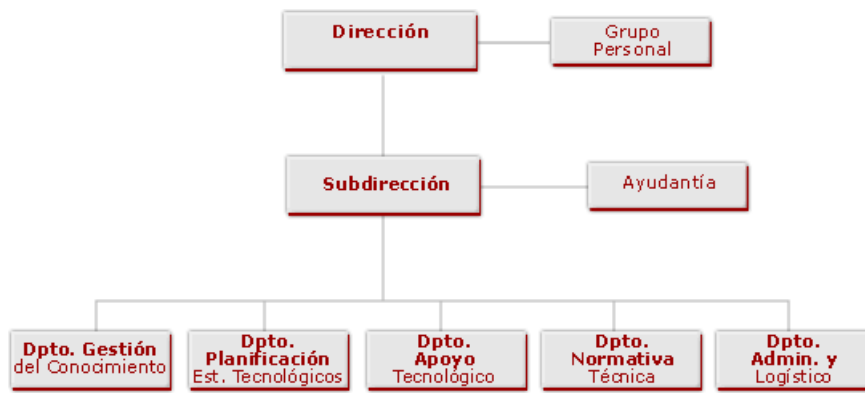 Dirección
Grupo
Personal
Subdirección
Ayudantía
Dpto. Gestión
del Conocimiento
Dpto.
Planificación
Est. Tecnológicos
Dpto.
Apoyo
Tecnológico
Dpto.
Normativa
Técnica
Dpto.
Admin. y
Logístico